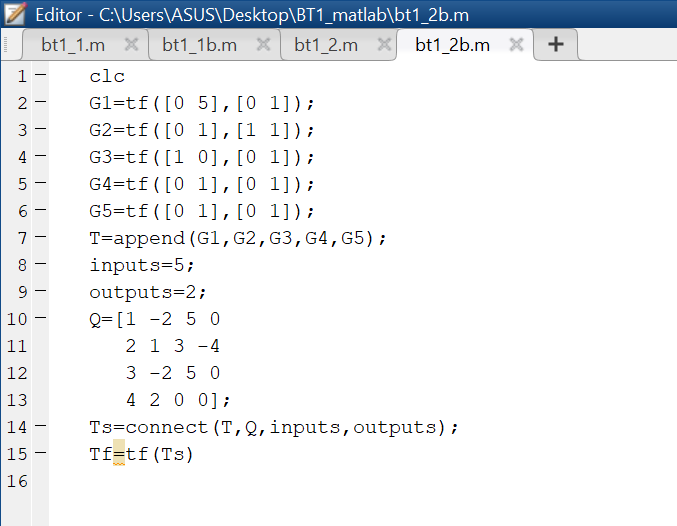 Editor - C:\Users\ASUS\Desktop\BT1_matlab\bt1_2b.m
bt1_1.m × bt1_1b.m × bt1_2.m × bt1_2b.m × +
1 — clc
2 — G1=tf([0 5],[0 1]);
3 — G2=tf([0 1],[1 1]);
4 — G3=tf([1 0],[0 1]);
5 — G4=tf([0 1],[0 1]);
6 — G5=tf([0 1],[0 1]);
7 — T=append(G1,G2,G3,G4,G5);
8 — inputs=5;
9 — outputs=2;
10 — Q=[1 -2 5 0
11 2 1 3 -4
12 3 -2 5 0
13 4 2 0 0];
14 — Ts=connect(T,Q,inputs,outputs);
15 — Tf=tf(Ts)
16